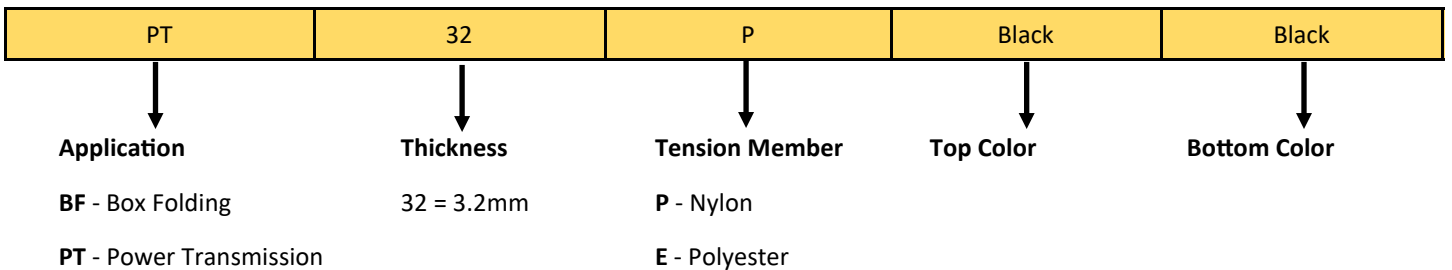 PT 32 P Black Black
Application Thickness Tension Member Top Color Bottom Color
BF - Box Folding 32 = 3.2mm P - Nylon
PT - Power Transmission E - Polyester